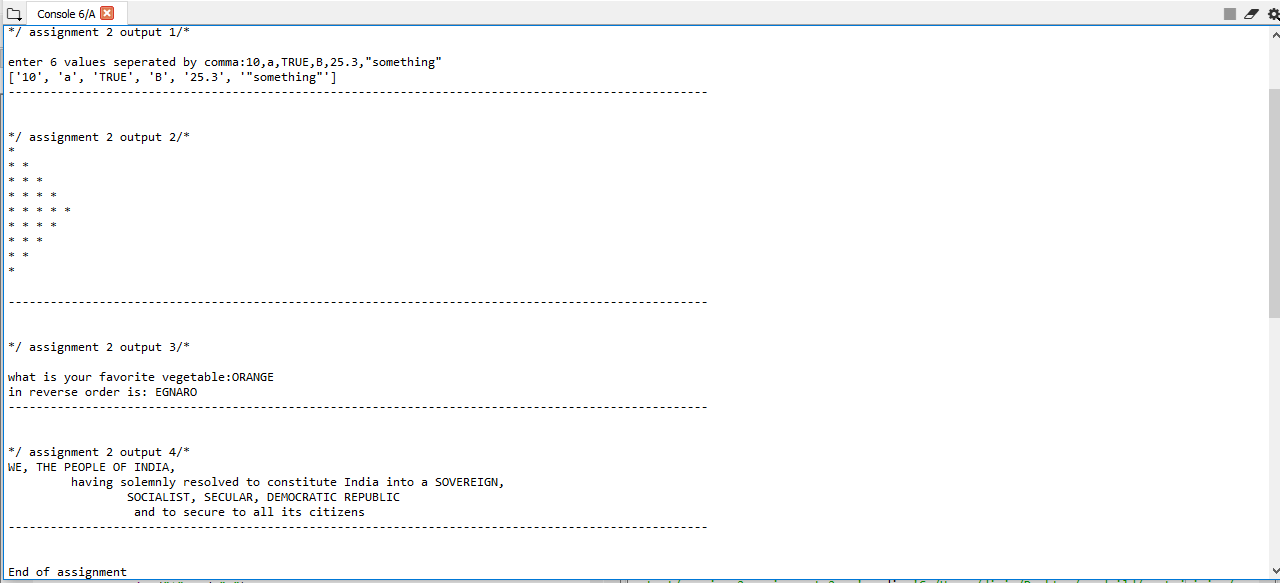 Console 6/A
*/ assignment 2 output 1/*
enter 6 values seperated by comma:10,a,TRUE,B,25.3,"something"
['10', 'a', 'TRUE', 'B', '25.3', '"something"']
----------------------------------------------------------------------------------------------------
*/ assignment 2 output 2/*
*
* *
* * *
* * * *
* * * * *
* * * *
* * *
* *
*
----------------------------------------------------------------------------------------------------
*/ assignment 2 output 3/*
what is your favorite vegetable:ORANGE
in reverse order is: EGNARO
----------------------------------------------------------------------------------------------------
*/ assignment 2 output 4/*
WE, THE PEOPLE OF INDIA,
having solemnly resolved to constitute India into a SOVEREIGN,
SOCIALIST, SECULAR, DEMOCRATIC REPUBLIC
and to secure to all its citizens
----------------------------------------------------------------------------------------------------
End of assignment